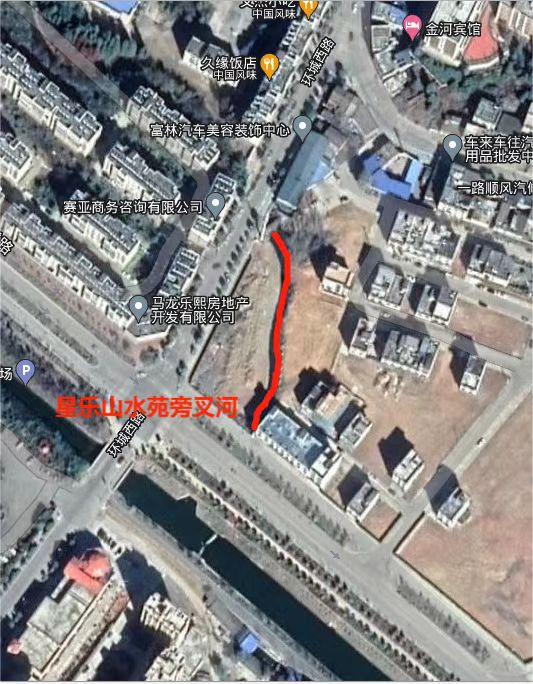 中国风味
金河宾馆
久缘饭店
中国风味
环城西路
富林汽车美容装饰中心
车来车往汽
用品批发中
一路顺风汽修
赛亚商务咨询有限公司
路
马龙乐熙房地产
开发有限公司
场
P
星乐山水苑旁叉河
环城西路